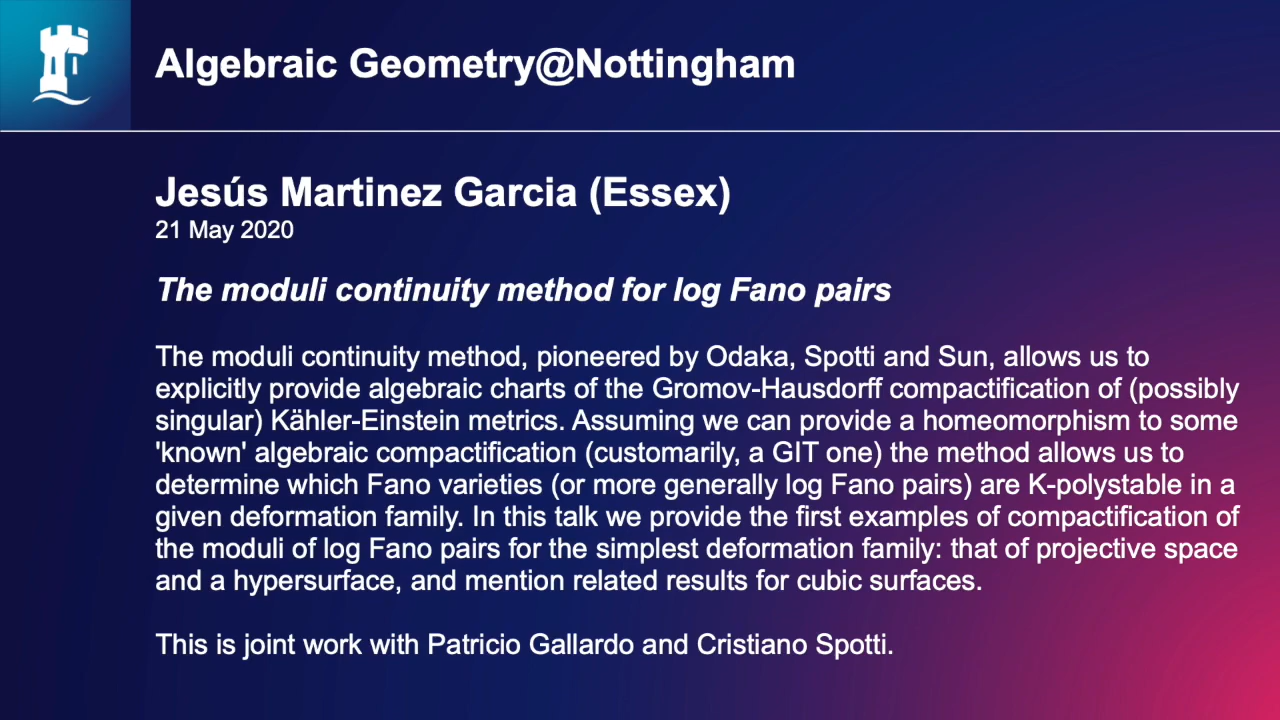 Algebraic Geometry@Nottingham
Jesús Martinez Garcia (Essex)
21 May 2020
The moduli continuity method for log Fano pairs
The moduli continuity method, pioneered by Odaka, Spotti and Sun, allows us to
explicitly provide algebraic charts of the Gromov-Hausdorff compactification of (possibly
singular) Kähler-Einstein metrics. Assuming we can provide a homeomorphism to some
'known' algebraic compactification (customarily, a GIT one) the method allows us to
determine which Fano varieties (or more generally log Fano pairs) are K-polystable in a
given deformation family. In this talk we provide the first examples of compactification of
the moduli of log Fano pairs for the simplest deformation family: that of projective space
and a hypersurface, and mention related results for cubic surfaces.
This is joint work with Patricio Gallardo and Cristiano Spotti.